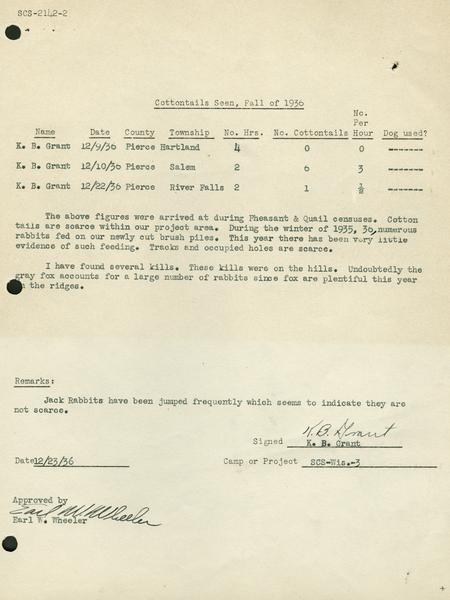 SCS-2142-2
Cottontails Seen, Fall of 1936
No.
Per
Name Date County Township No. Hrs. No. Cottontails Hour Dog used?
K. B. Grant 12/9/36 Pierce Hartland 4 0 0 ------
K. B. Grant 12/10/36 Pierce Salem 2 6 3 ------
K. B. Grant 12/22/36 Pierce River Falls 2 1 ½ ------
The above figures were arrived at during Pheasant & Quail censuses. Cotton
tails are scarce within our project area. During the winter of 1935, 36, numerous
rabbits fed on our newly cut brush piles. This year there has been very little
evidence of such feeding. Tracks and occupied holes are scarce.
I have found several kills. These kills were on the hills. Undoubtedly the
gray fox accounts for a large number of rabbits since fox are plentiful this year
on the ridges.
Remarks:
Jack Rabbits have been jumped frequently which seems to indicate they are
not scarce.
K. B. Grant
Signed K. B. Grant
Date 12/23/36 Camp or Project SCS-Wis.-3
Approved by
Earl W. Wheeler
Earl W. Wheeler